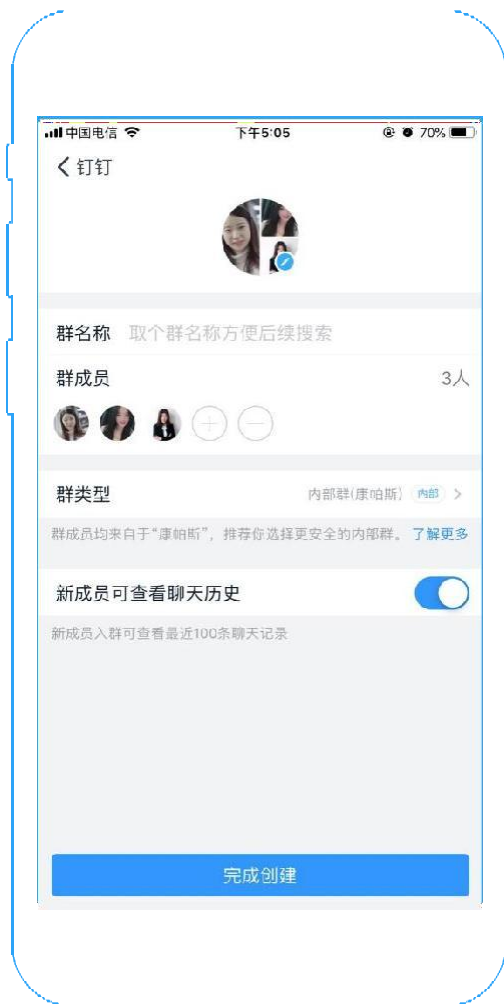 中国电信 下午5:05 70%
钉钉
群名称 取个群名称方便后续搜索
群成员 3人
群类型 内部群(康帕斯) 内部
群成员均来自于“康帕斯”，推荐你选择更安全的内部群。 了解更多
新成员可查看聊天历史
新成员入群可查看最近100条聊天记录
完成创建